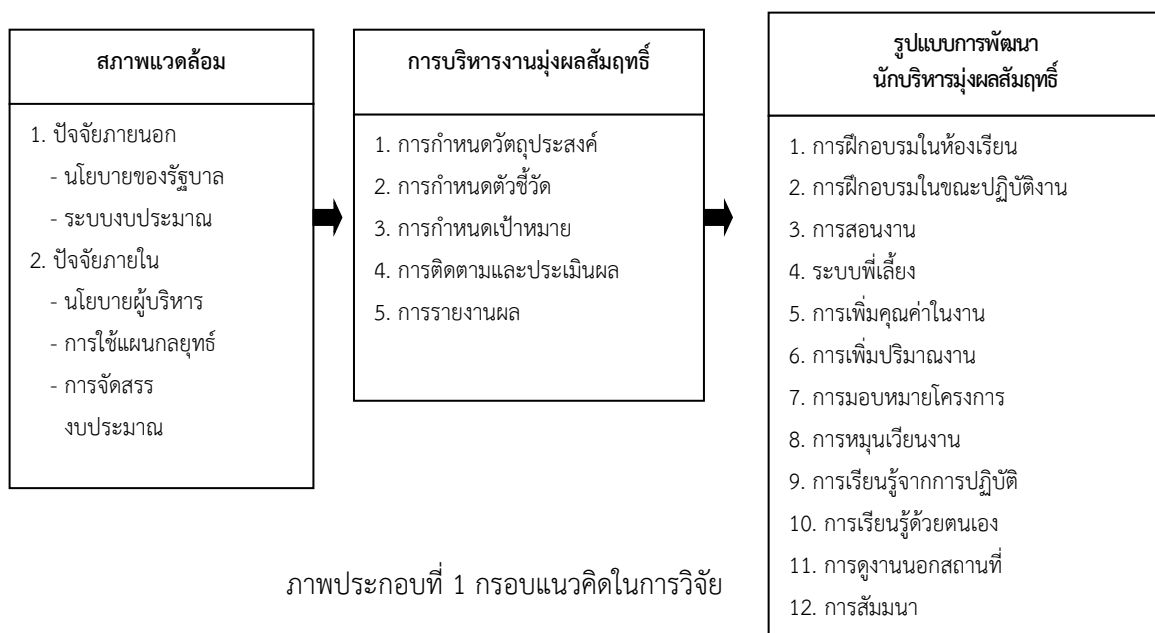 สภาพแวดล้อม
1. ปัจจัยภายนอก
- นโยบายของรัฐบาล
- ระบบงบประมาณ
2. ปัจจัยภายใน
- นโยบายผู้บริหาร
- การใช้แผนกลยุทธ์
- การจัดสรร
งบประมาณ
การบริหารงานมุ่งผลสัมฤทธิ์
1. การกำหนดวัตถุประสงค์
2. การกำหนดตัวชี้วัด
3. การกำหนดเป้าหมาย
4. การติดตามและประเมินผล
5. การรายงานผล
รูปแบบการพัฒนา
นักบริหารมุ่งผลสัมฤทธิ์
1. การฝึกอบรมในห้องเรียน
2. การฝึกอบรมในขณะปฏิบัติงาน
3. การสอนงาน
4. ระบบพี่เลี้ยง
5. การเพิ่มคุณค่าในงาน
6. การเพิ่มปริมาณงาน
7. การมอบหมายโครงการ
8. การหมุนเวียนงาน
9. การเรียนรู้จากการปฏิบัติ
10. การเรียนรู้ด้วยตนเอง
11. การดูงานนอกสถานที่
12. การสัมมนา
ภาพประกอบที่ 1 กรอบแนวคิดในการวิจัย